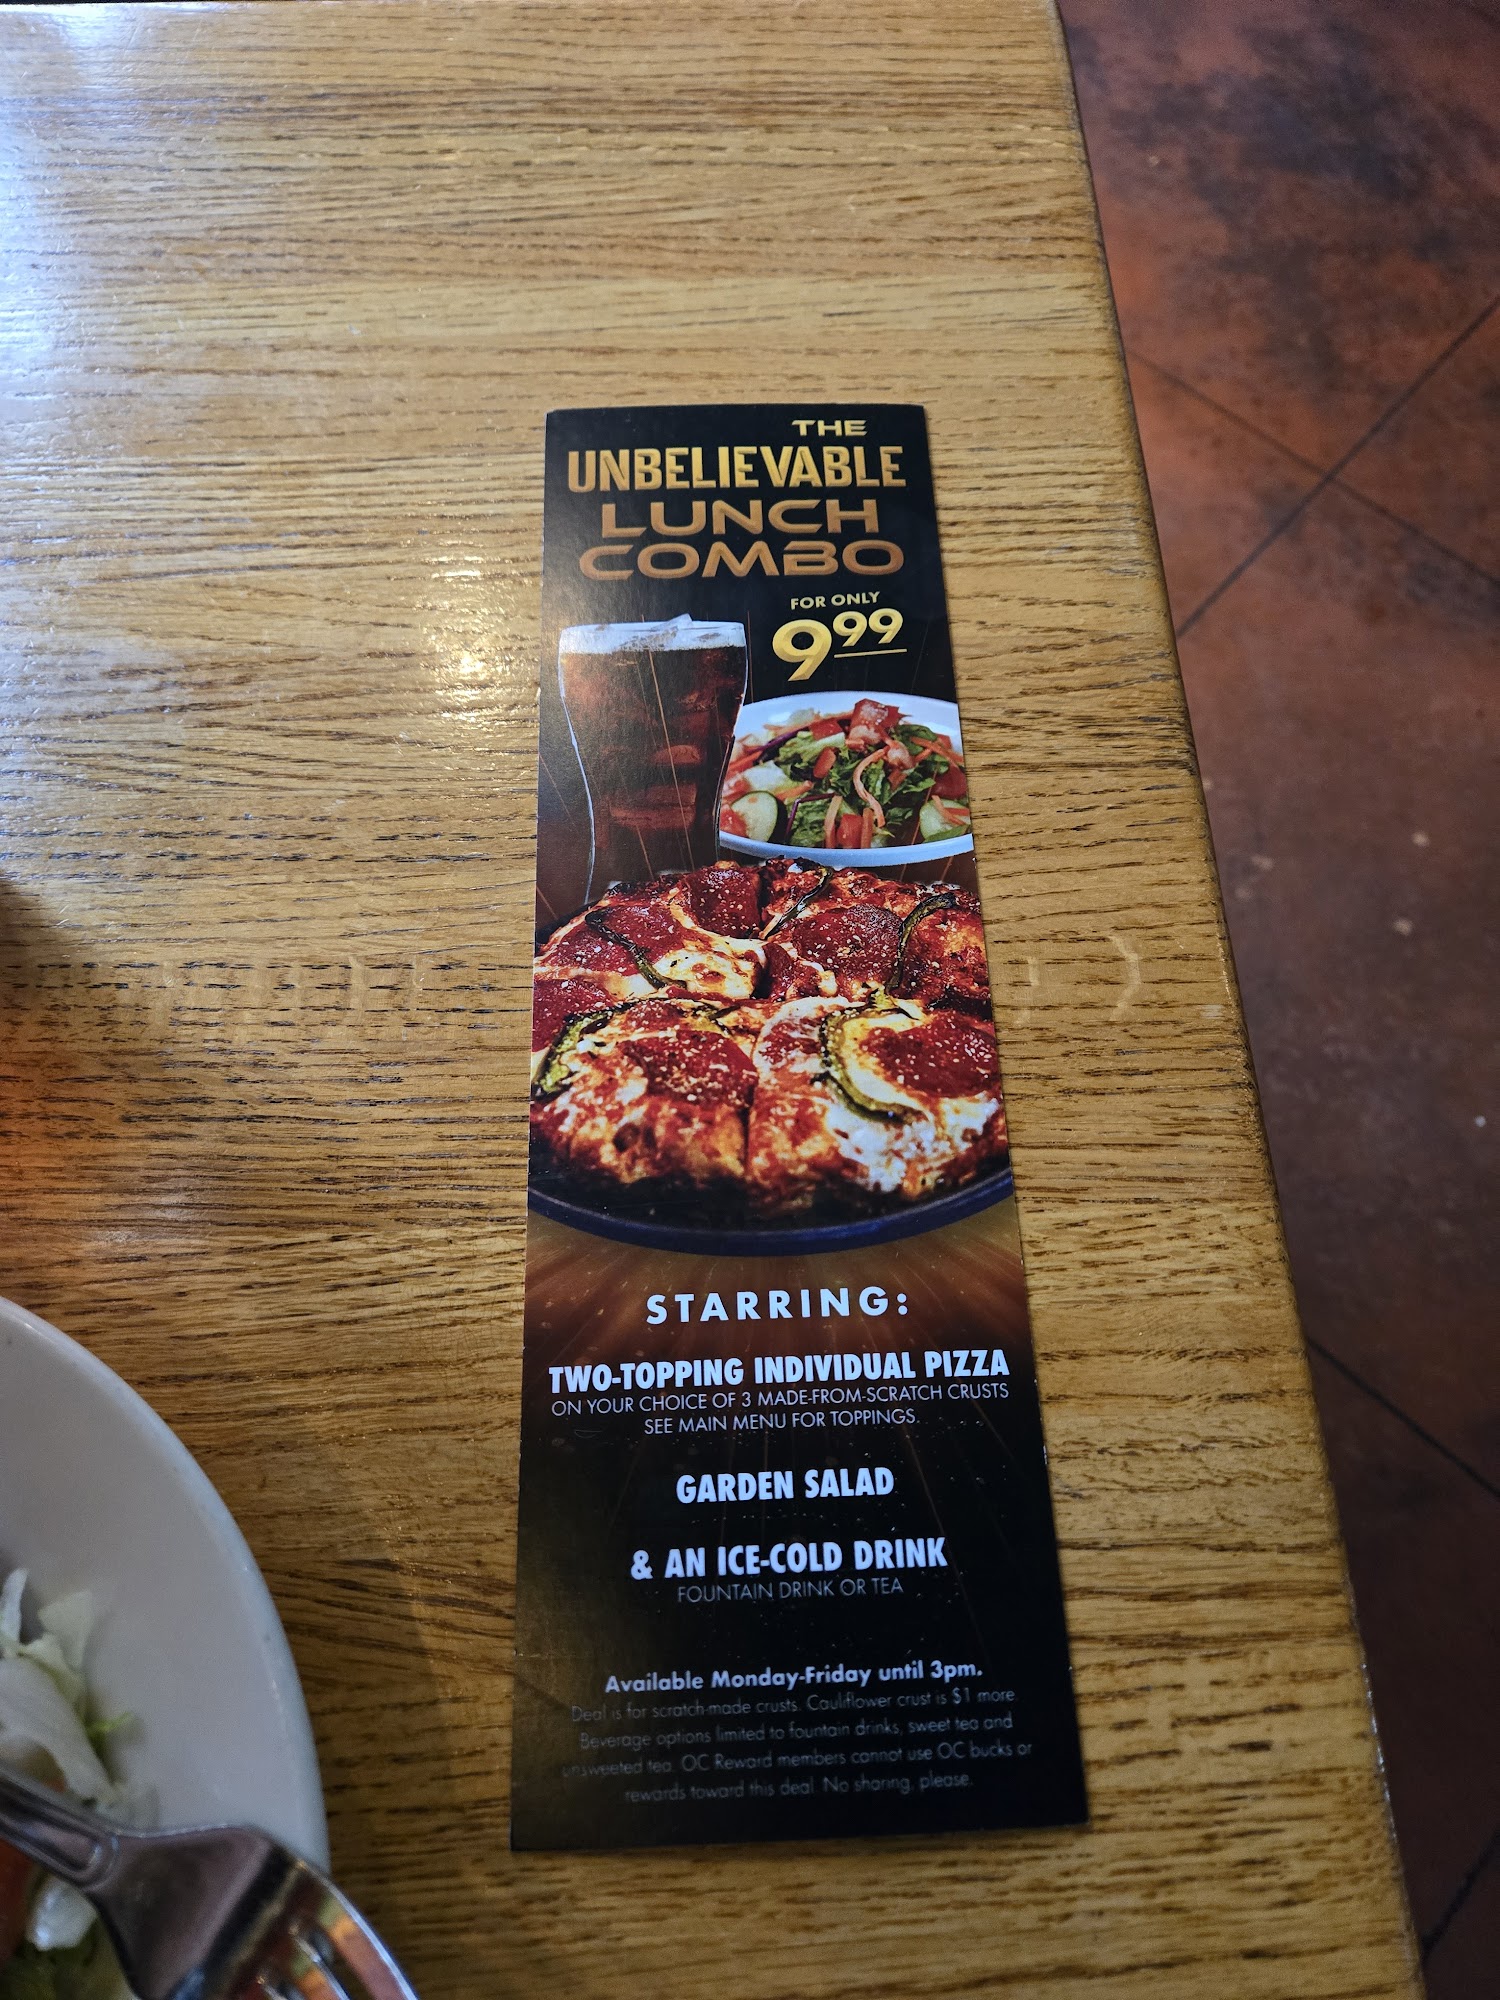 THE
UNBELIEVABLE
LUNCH
COMBO
FOR ONLY
9⁹⁹
STARRING:
TWO-TOPPING INDIVIDUAL PIZZA
ON YOUR CHOICE OF 3 MADE-FROM-SCRATCH CRUSTS
SEE MAIN MENU FOR TOPPINGS.
GARDEN SALAD
& AN ICE-COLD DRINK
FOUNTAIN DRINK OR TEA
Available Monday-Friday until 3pm.
Deal is for scratch-made crusts. Cauliflower crust is $1 more.
Beverage options limited to fountain drinks, sweet tea and
unsweeted tea. OC Reward members cannot use OC bucks or
rewards toward this deal. No sharing, please.